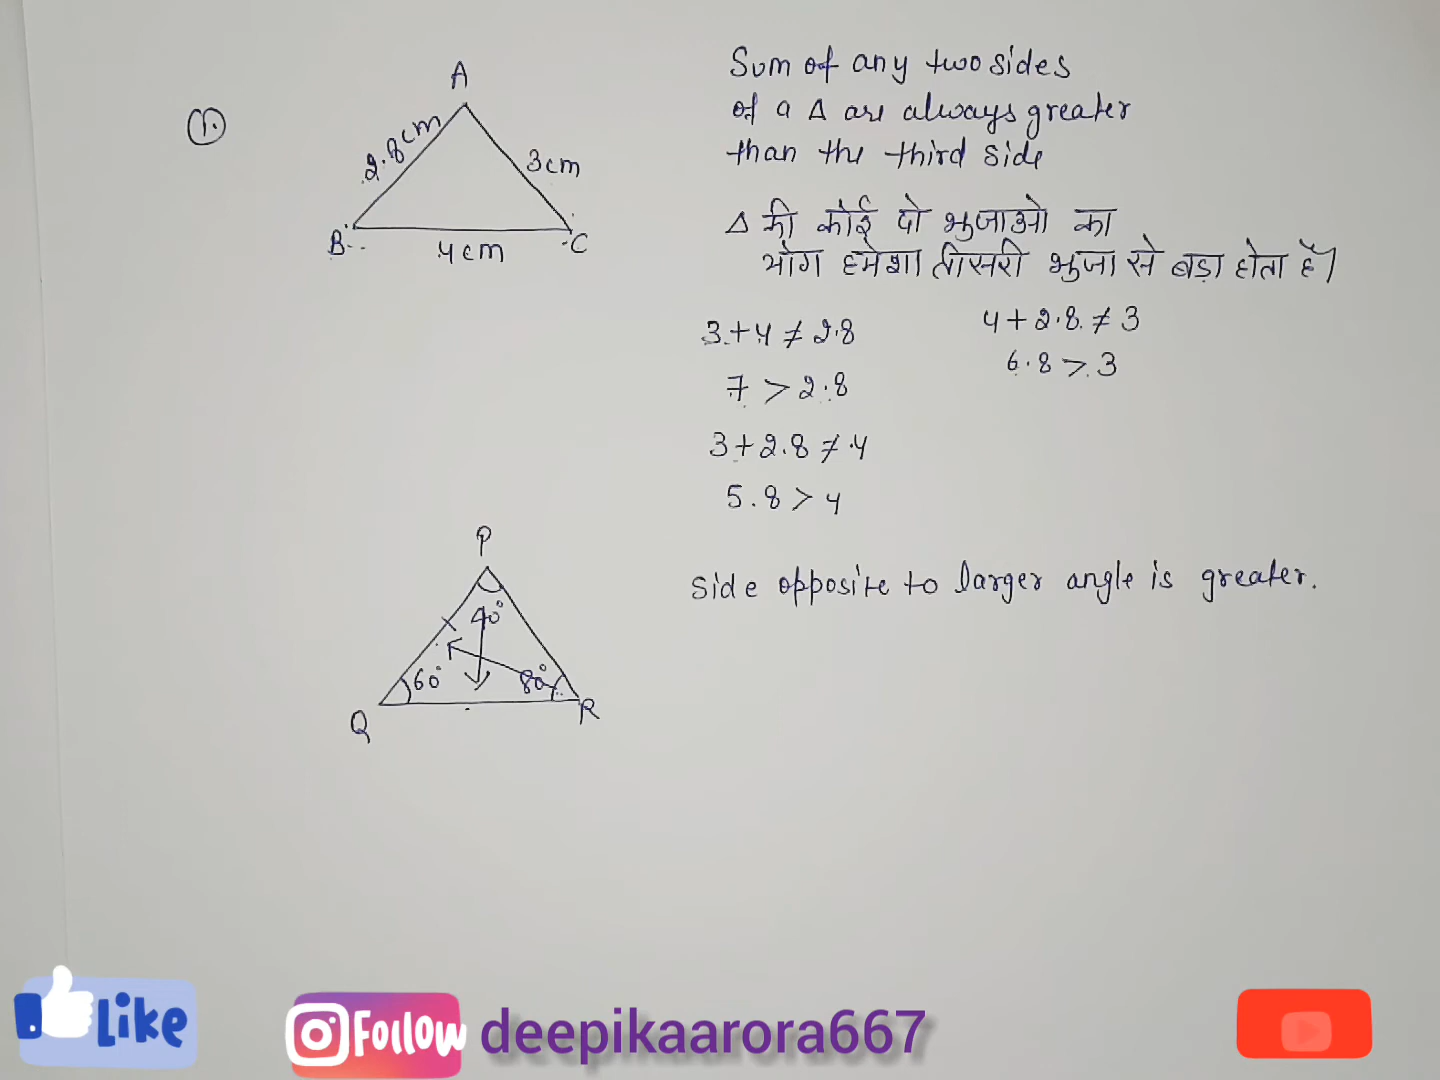 1.
A
2.8cm
3cm
B
4cm
C
Sum of any two sides
of a Δ are always greater
than the third side
Δ की कोई दो भुजाओ का
योग हमेशा तीसरी भुजा से बड़ा होता है।
3+4 ≠ 2.8
7 > 2.8
3+2.8 ≠ 4
5.8 > 4
4+2.8 ≠ 3
6.8 > 3
P
40°
60°
80°
Q
R
Side opposite to larger angle is greater.
Like
Follow
deepikaarora667